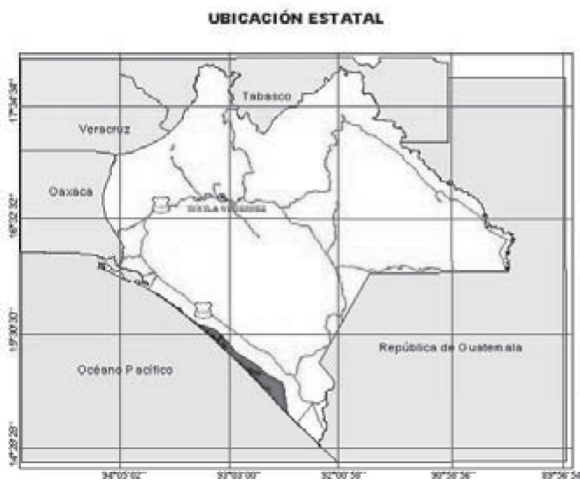 UBICACIÓN ESTATAL
Tabasco
Veracruz
Oaxaca
República de Guatemala
Océano Pacífico
17°34'34"
16°32'32"
15°30'30"
14°28'28"
94°05'02"
93°03'00"
92°00'58"
90°58'56"
89°56'54"